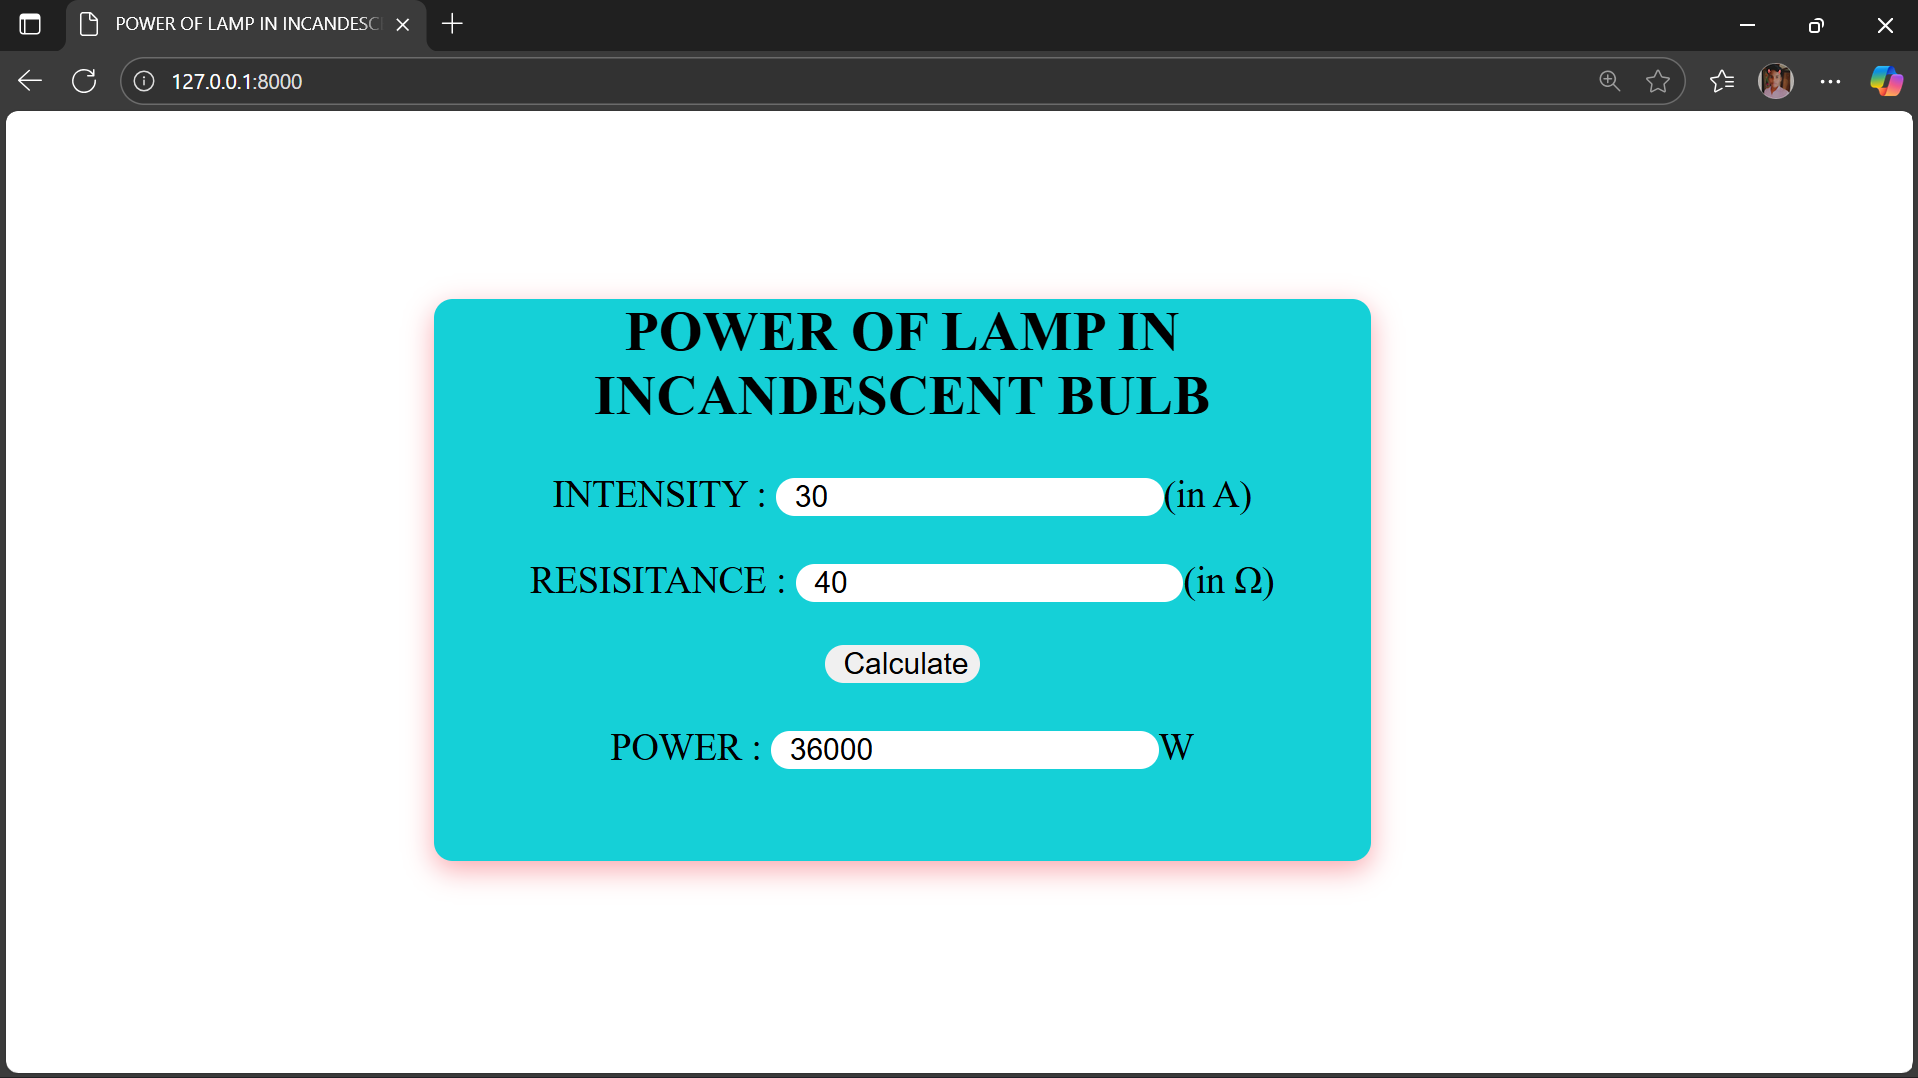 POWER OF LAMP IN INCANDESC
127.0.0.1:8000
POWER OF LAMP IN
INCANDESCENT BULB
INTENSITY : 30 (in A)
RESISITANCE : 40 (in Ω)
Calculate
POWER : 36000 W